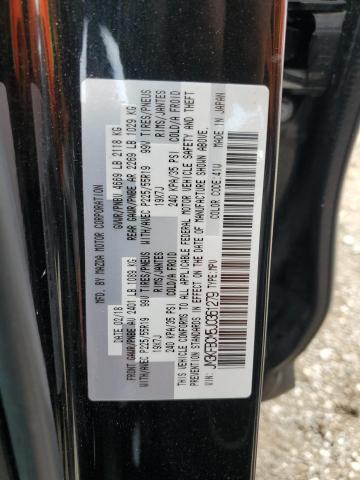 MFD. BY MAZDA MOTOR CORPORATION
DATE: 02/18 GVWR/PNBV 4669 LB 2118 KG
FRONT GAWR/PNBE AV 2401 LB 1089 KG REAR GAWR/PNBE AR 2269 LB 1029 KG
WITH/AVEC P225/55R19 99V TIRES/PNEUS WITH/AVEC P225/55R19 99V TIRES/PNEUS
19X7J RIMS/JANTES 19X7J RIMS/JANTES
240 KPA/35 PSI COLD/A FROID 240 KPA/35 PSI COLD/A FROID
THIS VEHICLE CONFORMS TO ALL APPLICABLE FEDERAL MOTOR VEHICLE SAFETY AND THEFT
PREVENTION STANDARDS IN EFFECT ON THE DATE OF MANUFACTURE SHOWN ABOVE.
COLOR CODE:41V MADE IN JAPAN
VIN: JM3KFBCM5J0361279 TYPE:MPV